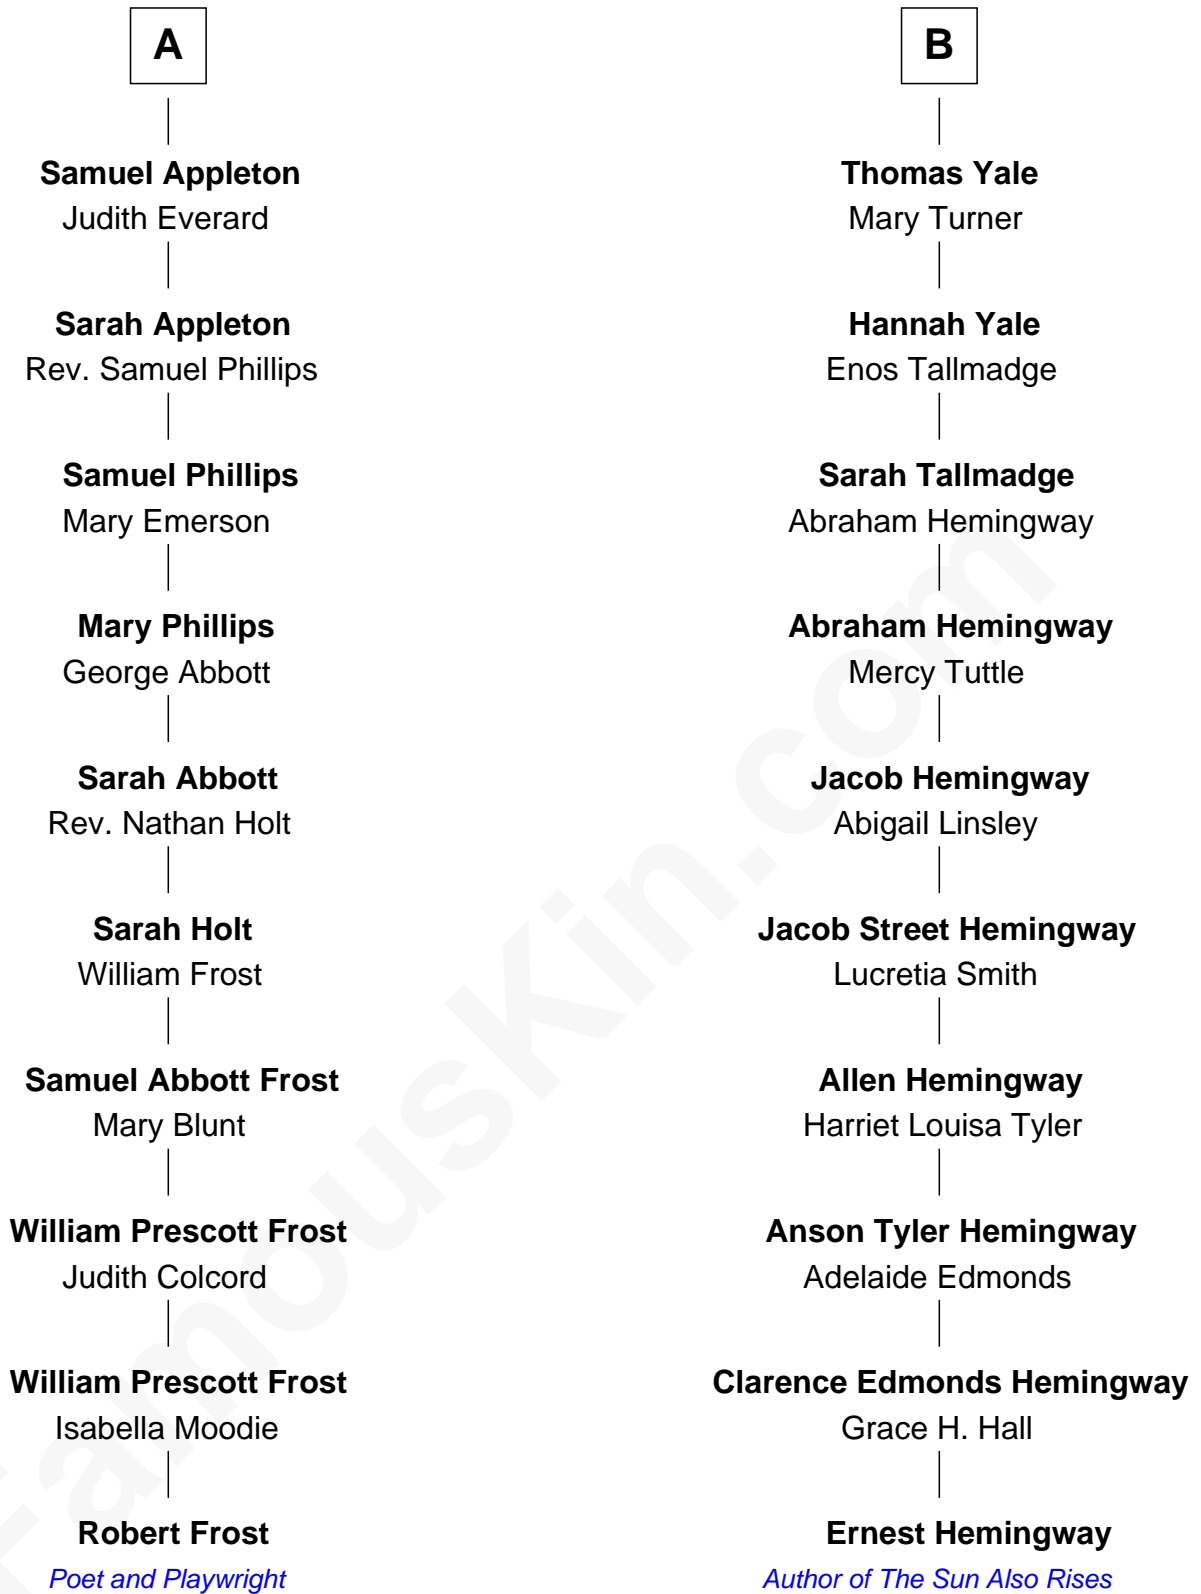 A
Samuel Appleton
Judith Everard
Sarah Appleton
Rev. Samuel Phillips
Samuel Phillips
Mary Emerson
Mary Phillips
George Abbott
Sarah Abbott
Rev. Nathan Holt
Sarah Holt
William Frost
Samuel Abbott Frost
Mary Blunt
William Prescott Frost
Judith Colcord
William Prescott Frost
Isabella Moodie
Robert Frost
Poet and Playwright
B
Thomas Yale
Mary Turner
Hannah Yale
Enos Tallmadge
Sarah Tallmadge
Abraham Hemingway
Abraham Hemingway
Mercy Tuttle
Jacob Hemingway
Abigail Linsley
Jacob Street Hemingway
Lucretia Smith
Allen Hemingway
Harriet Louisa Tyler
Anson Tyler Hemingway
Adelaide Edmonds
Clarence Edmonds Hemingway
Grace H. Hall
Ernest Hemingway
Author of The Sun Also Rises
FamousKin.com